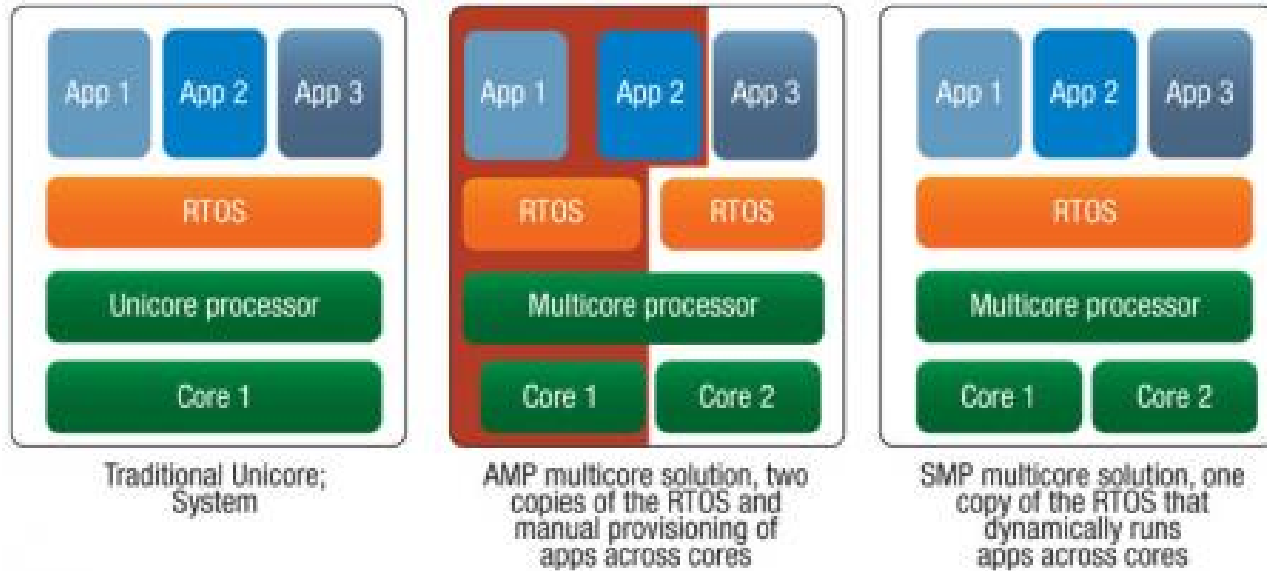 App 1 App 2 App 3
RTOS
Unicore processor
Core 1
Traditional Unicore;
System
App 1 App 2 App 3
RTOS RTOS
Multicore processor
Core 1 Core 2
AMP multicore solution, two
copies of the RTOS and
manual provisioning of
apps across cores
App 1 App 2 App 3
RTOS
Multicore processor
Core 1 Core 2
SMP multicore solution, one
copy of the RTOS that
dynamically runs
apps across cores